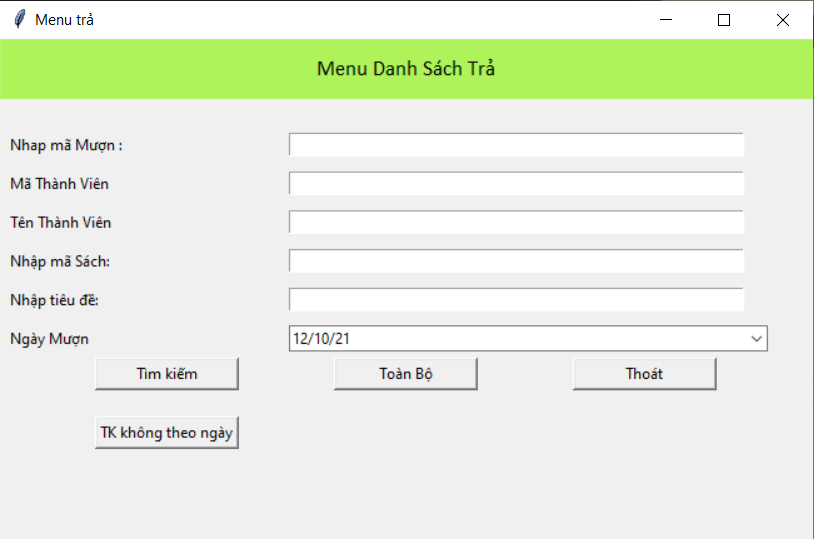 Menu trả
Menu Danh Sách Trả
Nhap mã Mượn :
Mã Thành Viên
Tên Thành Viên
Nhập mã Sách:
Nhập tiêu đề:
Ngày Mượn 12/10/21
Tìm kiếm Toàn Bộ Thoát
TK không theo ngày